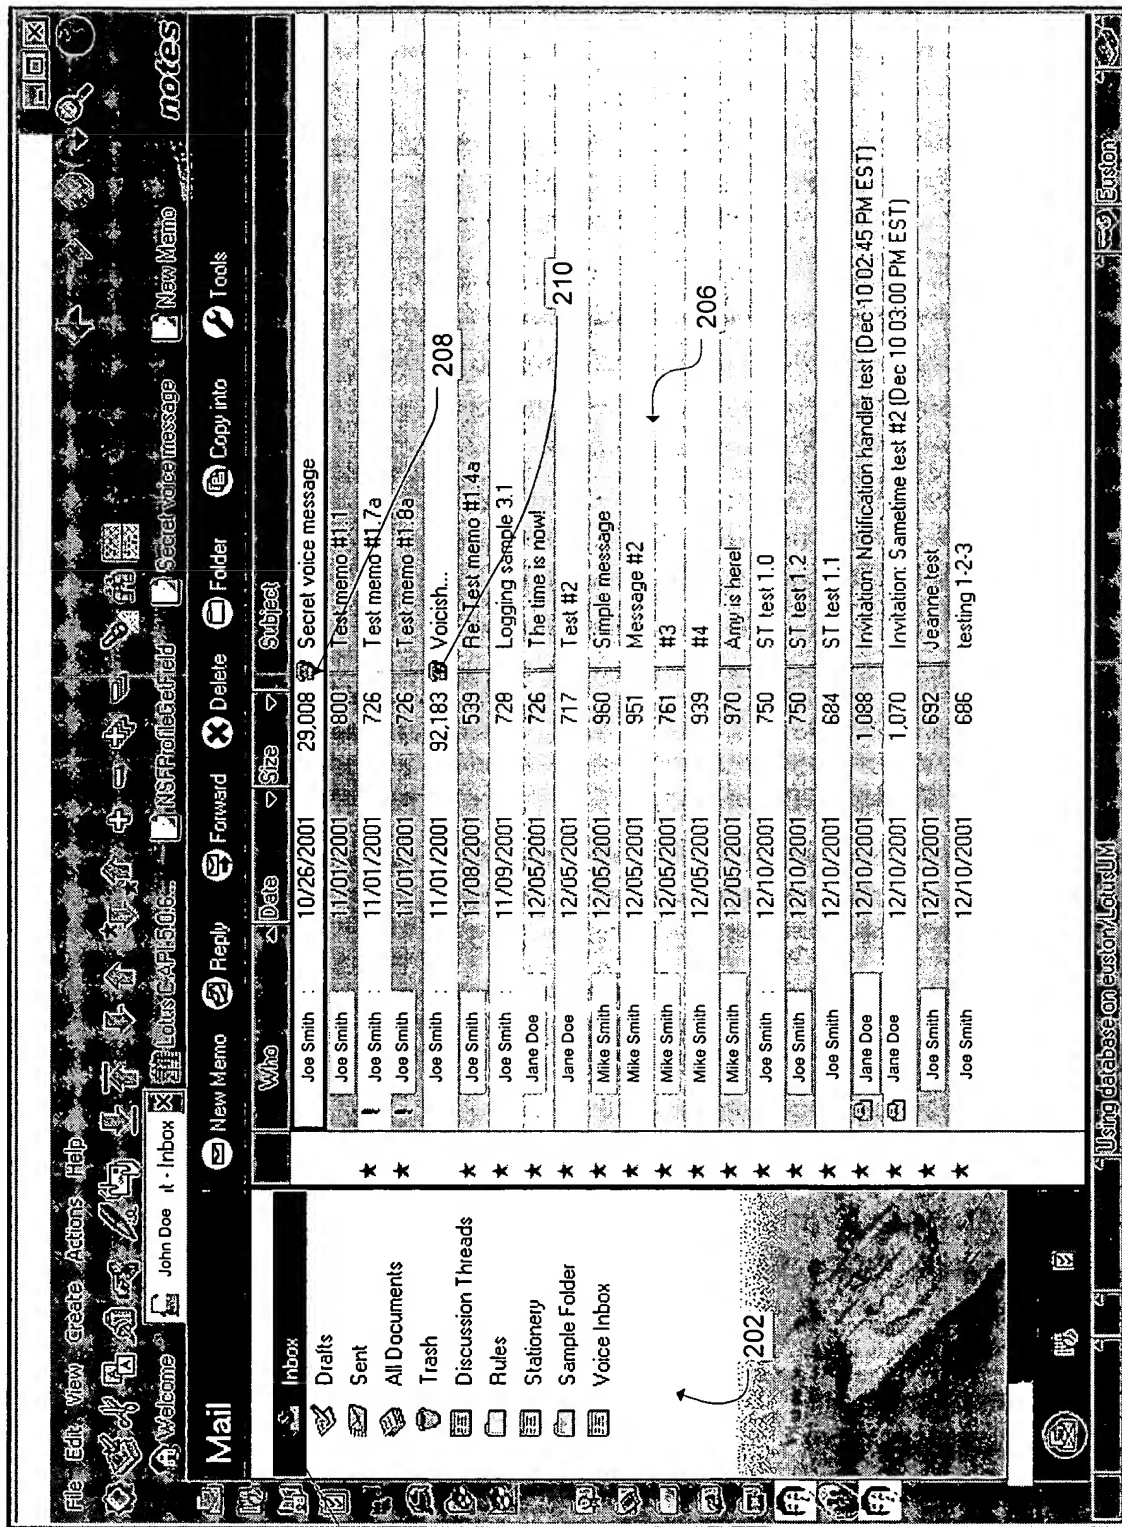 File Edit View Create Actions Help
Welcome
John Doe it - Inbox
Lotus C API 5.0.6...
NSFProfileGetField
Secret voice message
New Memo
notes
Mail
New Memo Reply Forward Delete Folder Copy into Tools
Inbox
Drafts
Sent
All Documents
Trash
Discussion Threads
Rules
Stationery
Sample Folder
Voice Inbox
202
Who Date Size Subject
Joe Smith : 10/26/2001 29,008 Secret voice message
Joe Smith 11/01/2001 800 Test memo #1.1
! Joe Smith : 11/01/2001 726 Test memo #1.7a
! Joe Smith 11/01/2001 726 Test memo #1.8a
Joe Smith : 11/01/2001 92,183 Voicish...
Joe Smith 11/08/2001 539 Re: Test memo #1.4a
Joe Smith : 11/09/2001 728 Logging sample 3.1
Jane Doe 12/05/2001 726 The time is now!
Jane Doe 12/05/2001 717 Test #2
Mike Smith 12/05/2001 960 Simple message
Mike Smith 12/05/2001 951 Message #2
Mike Smith 12/05/2001 761 #3
Mike Smith 12/05/2001 939 #4
Mike Smith 12/05/2001 970 Amy is here!
Joe Smith : 12/10/2001 750 ST test 1.0
Joe Smith 12/10/2001 750 ST test 1.2
Joe Smith 12/10/2001 684 ST test 1.1
Jane Doe 12/10/2001 1,088 Invitation: Notification handler test (Dec 10 02:45 PM EST)
Jane Doe 12/10/2001 1,070 Invitation: Sametime test #2 (Dec 10 03:00 PM EST)
Joe Smith 12/10/2001 692 Jeanne.test
Joe Smith 12/10/2001 686 testing 1-2-3
208
210
206
Using database on euston/LotusUM
Euston